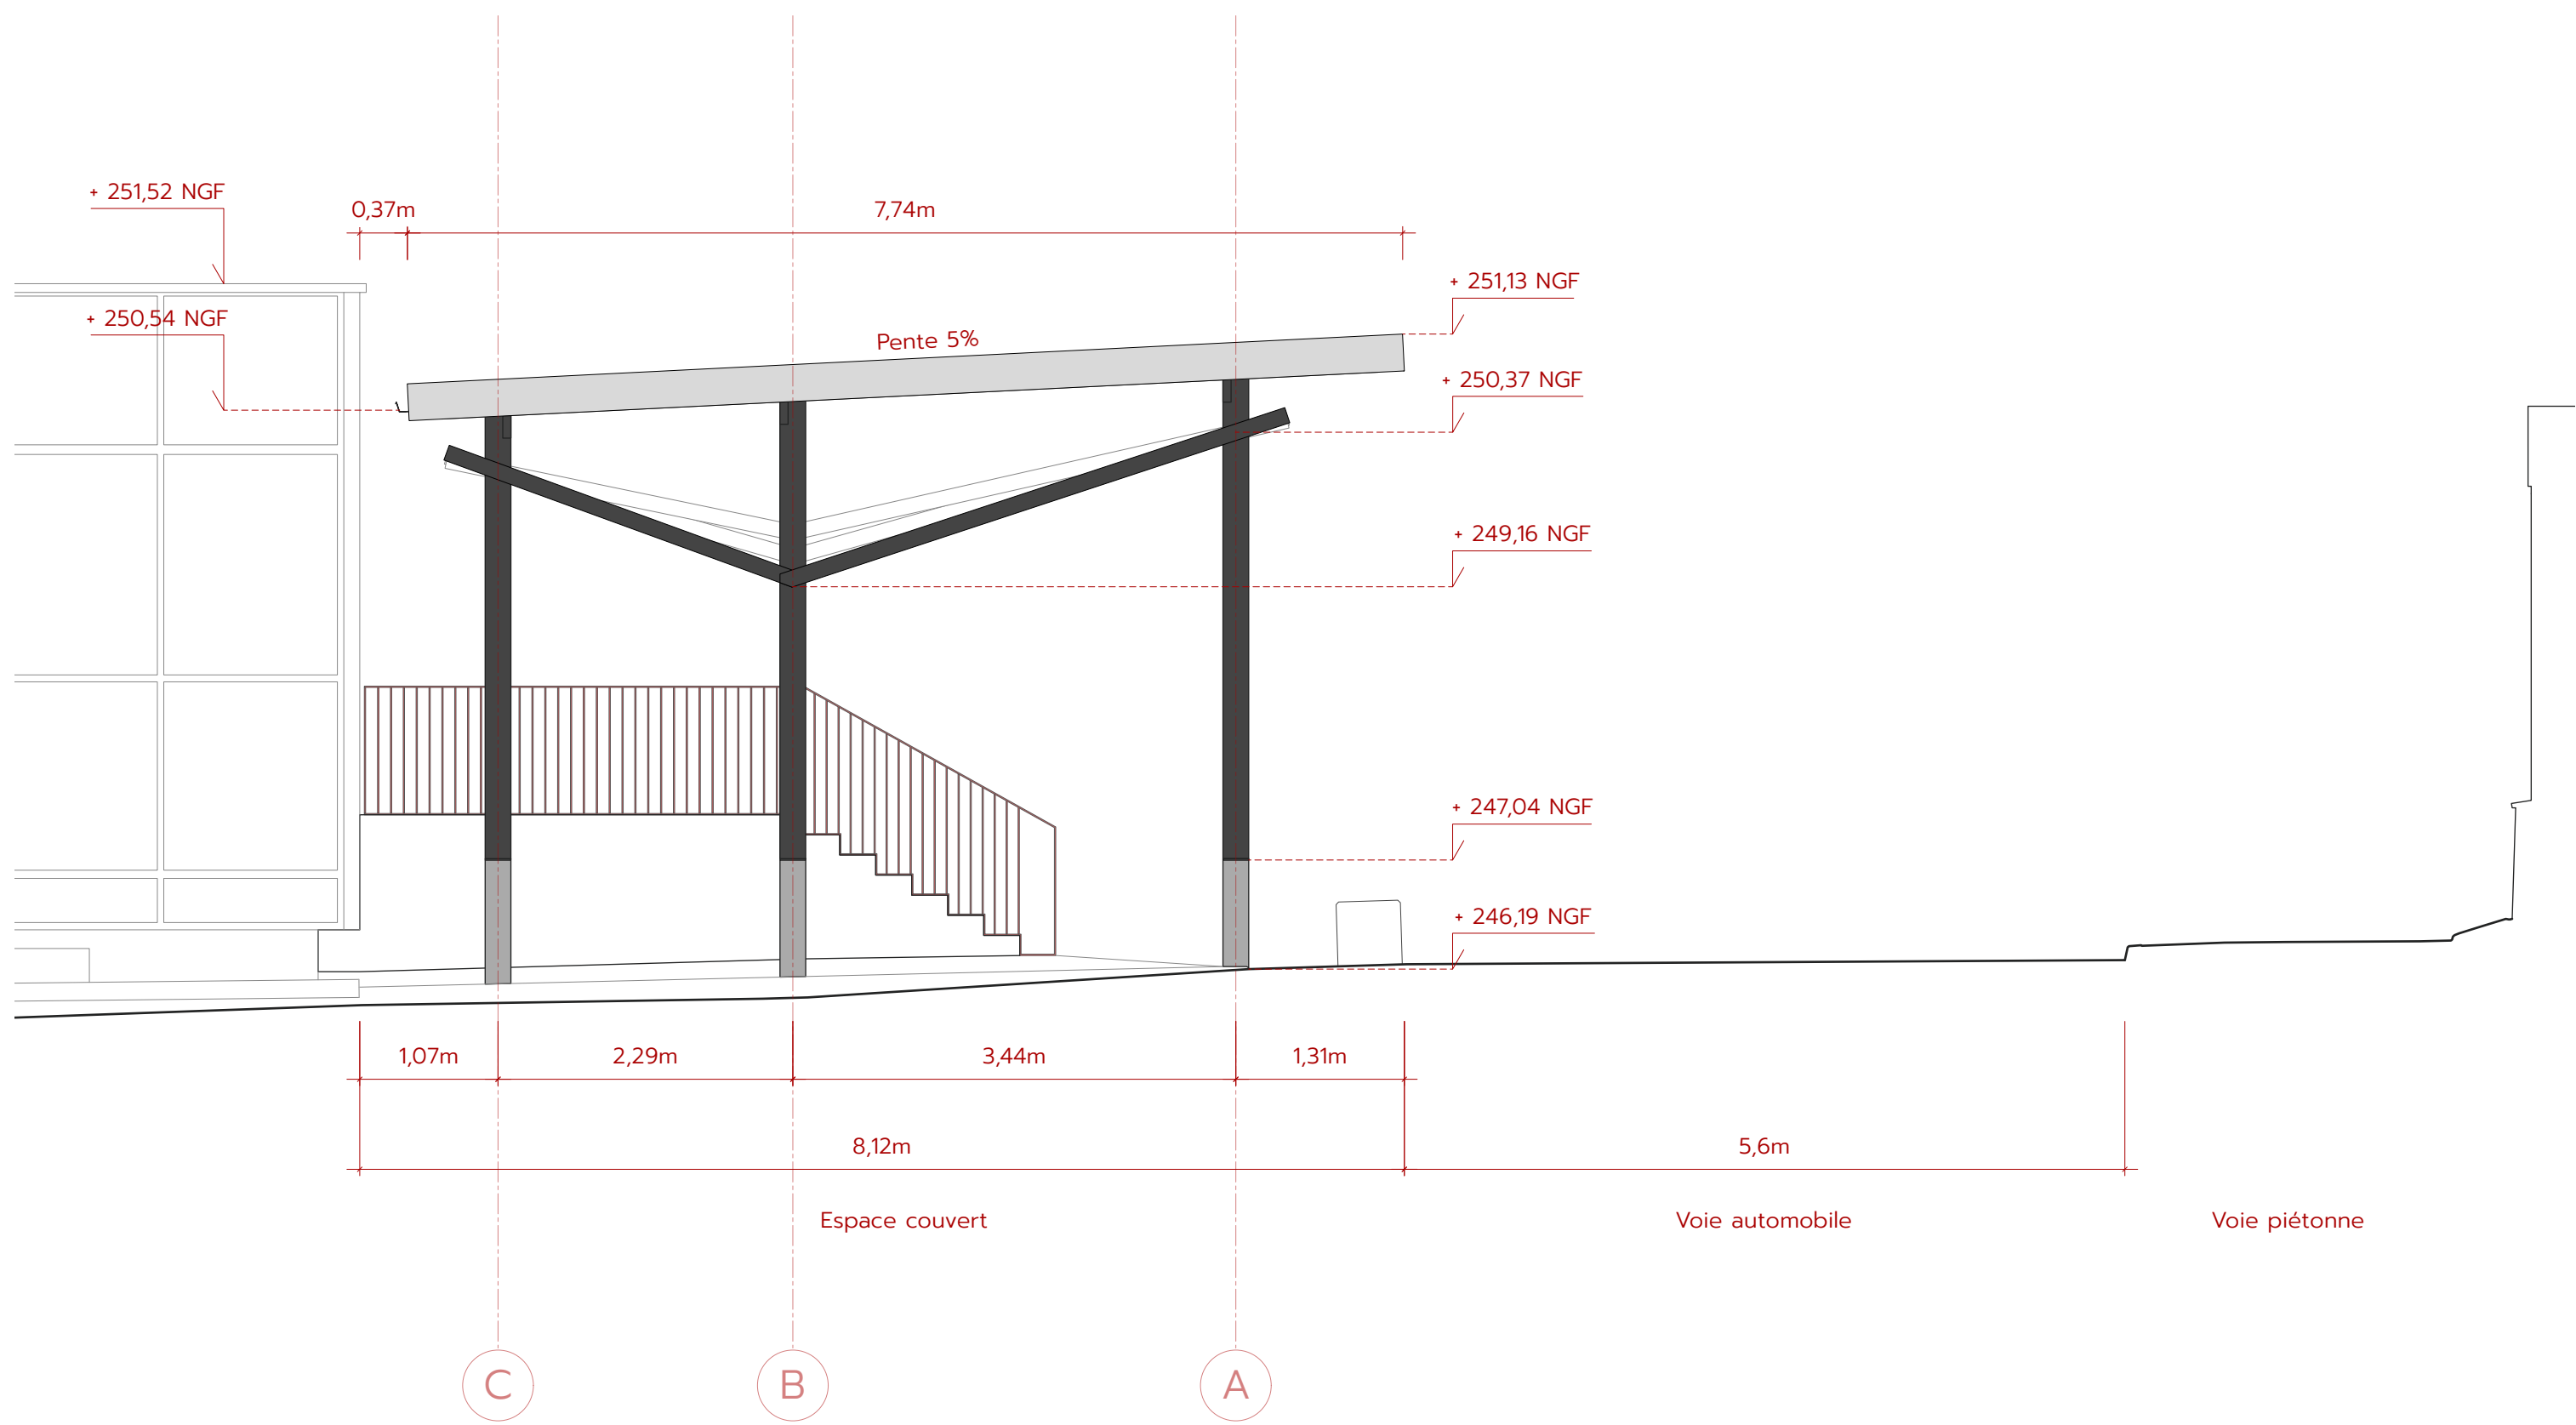 + 251,52 NGF
0,37m
7,74m
+ 251,13 NGF
+ 250,54 NGF
Pente 5%
+ 250,37 NGF
+ 249,16 NGF
+ 247,04 NGF
+ 246,19 NGF
1,07m
2,29m
3,44m
1,31m
8,12m
5,6m
Espace couvert
Voie automobile
Voie piétonne
C
B
A